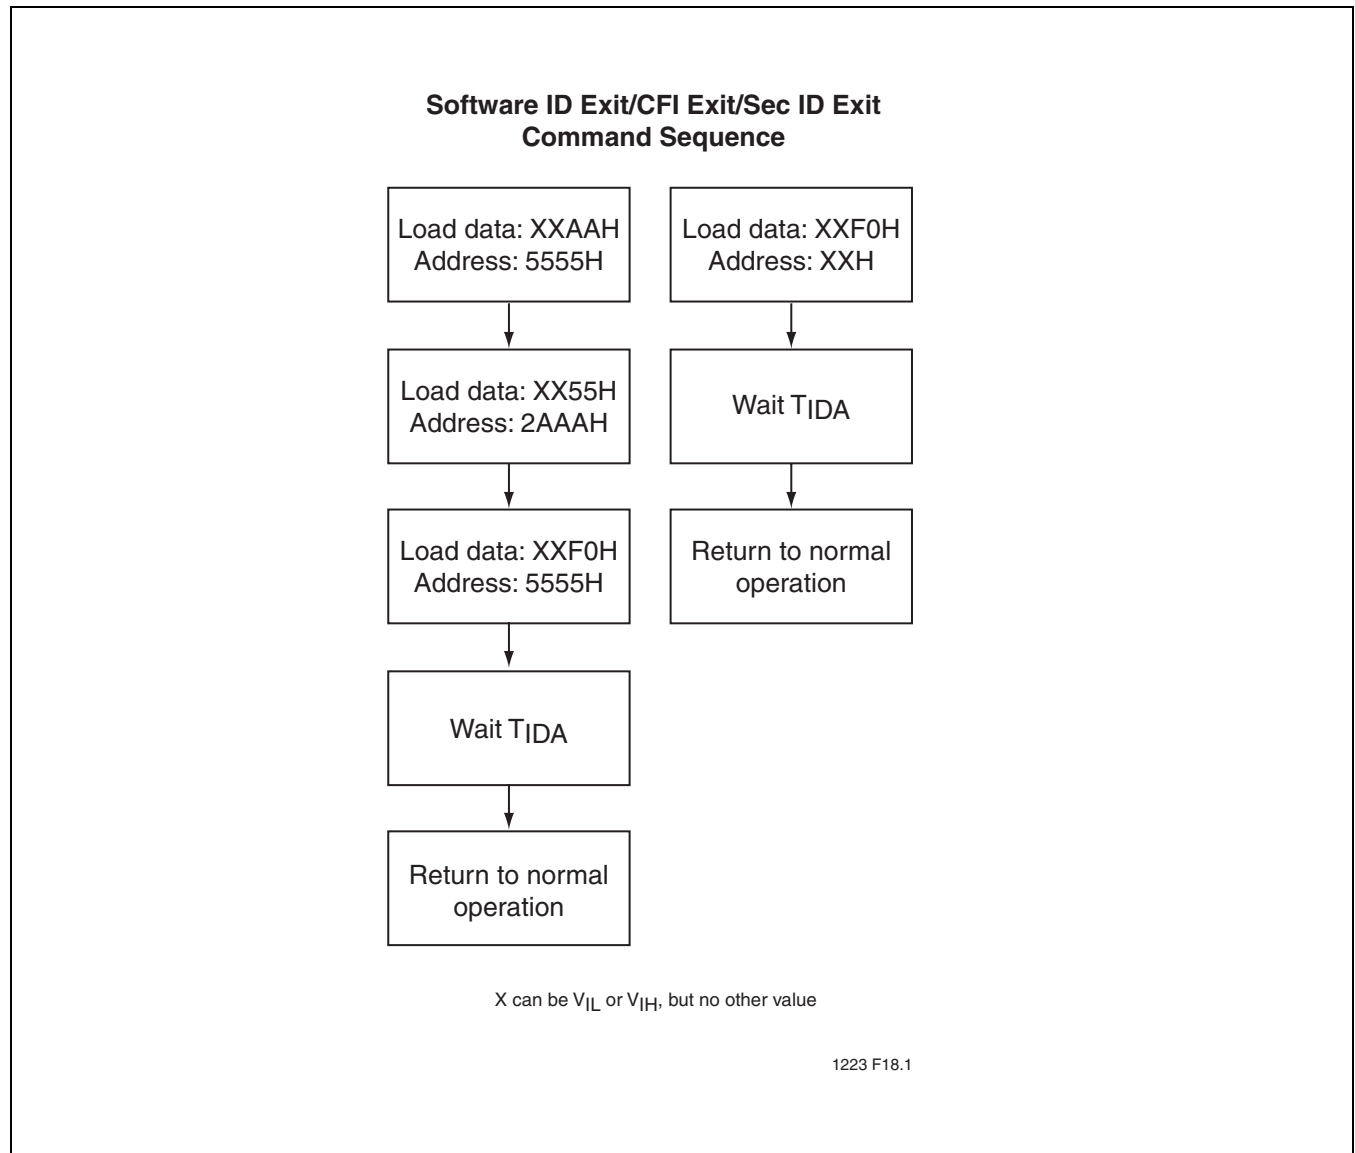 Software ID Exit/CFI Exit/Sec ID Exit
Command Sequence
Load data: XXAAH
Address: 5555H
Load data: XX55H
Address: 2AAAH
Load data: XXF0H
Address: 5555H
Wait TIDA
Return to normal
operation
Load data: XXF0H
Address: XXH
Wait TIDA
Return to normal
operation
X can be VIL or VIH, but no other value
1223 F18.1